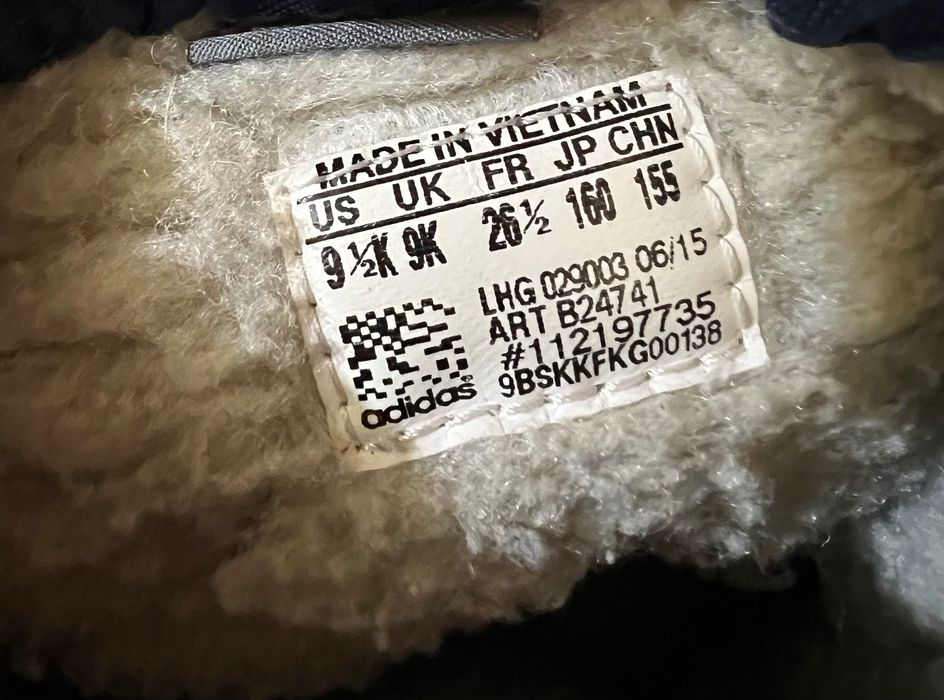 MADE IN VIETNAM
US UK FR JP CHN
9½K 9K 26½ 160 155
LHG 029003 06/15
ART B24741
#112197735
9BSKKFKG00138
adidas®